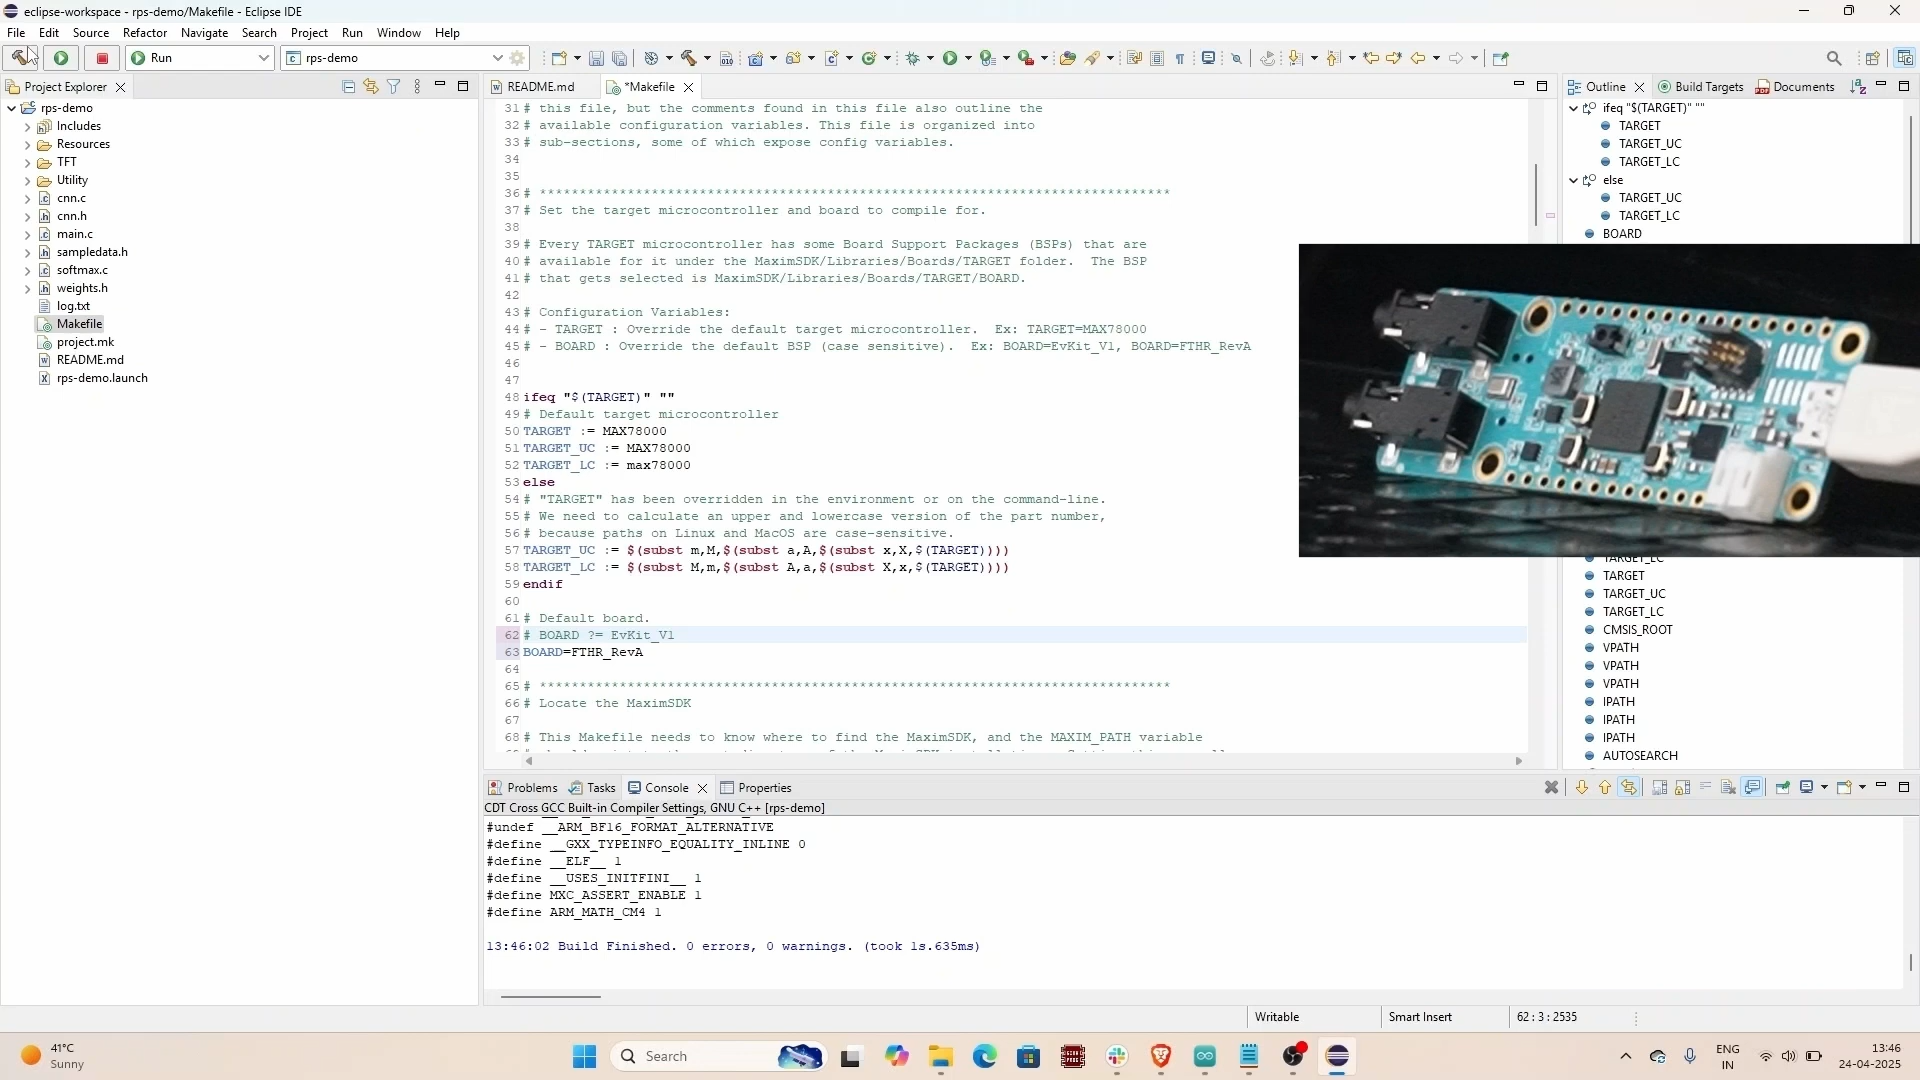 eclipse-workspace - rps-demo/Makefile - Eclipse IDE
File Edit Source Refactor Navigate Search Project Run Window Help
Run rps-demo
Project Explorer
rps-demo
Includes
Resources
TFT
Utility
cnn.c
cnn.h
main.c
sampledata.h
softmax.c
weights.h
log.txt
Makefile
project.mk
README.md
rps-demo.launch
README.md *Makefile
31 # this file, but the comments found in this file also outline the
32 # available configuration variables. This file is organized into
33 # sub-sections, some of which expose config variables.
34
35
36 # *******************************************************************************
37 # Set the target microcontroller and board to compile for.
38
39 # Every TARGET microcontroller has some Board Support Packages (BSPs) that are
40 # available for it under the MaximSDK/Libraries/Boards/TARGET folder.  The BSP
41 # that gets selected is MaximSDK/Libraries/Boards/TARGET/BOARD.
42
43 # Configuration Variables:
44 # - TARGET : Override the default target microcontroller.  Ex: TARGET=MAX78000
45 # - BOARD : Override the default BSP (case sensitive).  Ex: BOARD=EvKit_V1, BOARD=FTHR_RevA
46
47
48 ifeq "$(TARGET)" ""
49 # Default target microcontroller
50 TARGET := MAX78000
51 TARGET_UC := MAX78000
52 TARGET_LC := max78000
53 else
54 # "TARGET" has been overridden in the environment or on the command-line.
55 # We need to calculate an upper and lowercase version of the part number,
56 # because paths on Linux and MacOS are case-sensitive.
57 TARGET_UC := $(subst m,M,$(subst a,A,$(subst x,X,$(TARGET))))
58 TARGET_LC := $(subst M,m,$(subst A,a,$(subst X,x,$(TARGET))))
59 endif
60
61 # Default board.
62 # BOARD ?= EvKit_V1
63 BOARD=FTHR_RevA
64
65 # *******************************************************************************
66 # Locate the MaximSDK
67
68 # This Makefile needs to know where to find the MaximSDK, and the MAXIM_PATH variable
Outline Build Targets Documents
ifeq "$(TARGET)" ""
TARGET
TARGET_UC
TARGET_LC
else
TARGET_UC
TARGET_LC
BOARD
TARGET_LC
TARGET
TARGET_UC
TARGET_LC
CMSIS_ROOT
VPATH
VPATH
VPATH
IPATH
IPATH
IPATH
AUTOSEARCH
Problems Tasks Console Properties
CDT Cross GCC Built-in Compiler Settings, GNU C++ [rps-demo]
#undef __ARM_BF16_FORMAT_ALTERNATIVE
#define __GXX_TYPEINFO_EQUALITY_INLINE 0
#define __ELF__ 1
#define __USES_INITFINI__ 1
#define MXC_ASSERT_ENABLE 1
#define ARM_MATH_CM4 1
13:46:02 Build Finished. 0 errors, 0 warnings. (took 1s.635ms)
Writable Smart Insert 62 : 3 : 2535
41°C
Sunny
Search
ENG
IN
13:46
24-04-2025